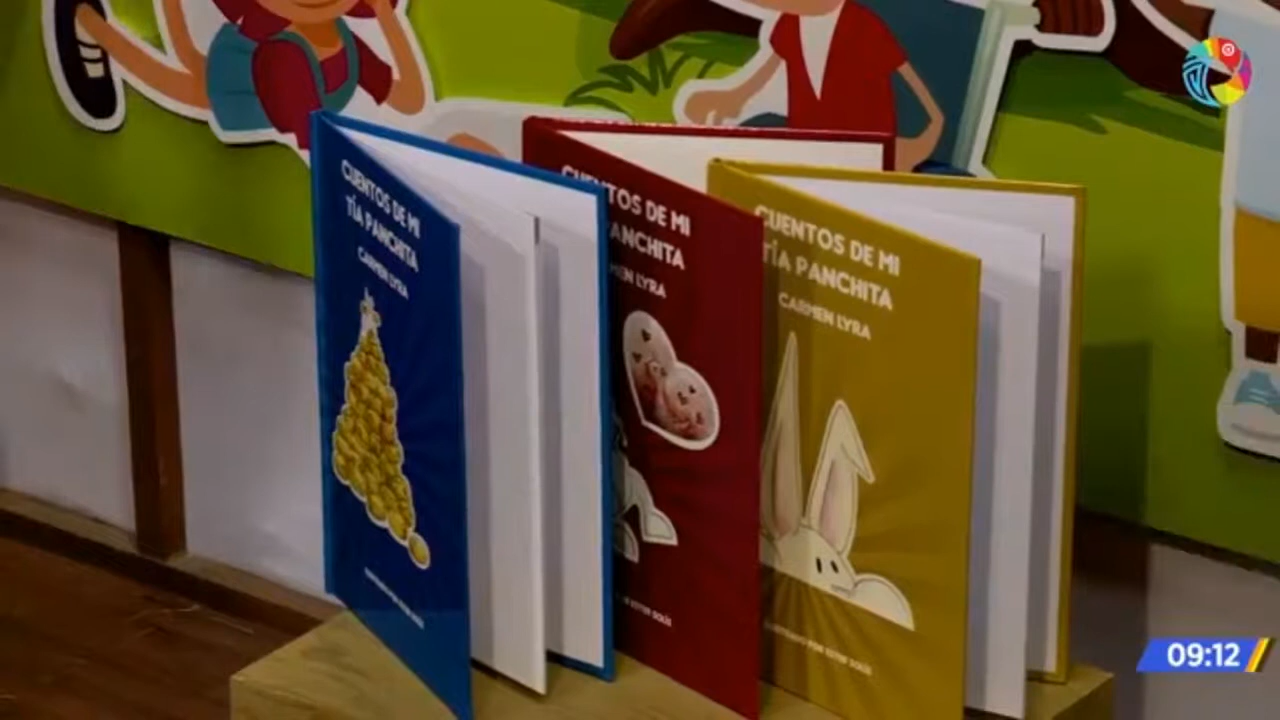 CUENTOS DE MI
TÍA PANCHITA
CARMEN LYRA
CUENTOS DE MI
PANCHITA
LYRA
CUENTOS DE MI
TÍA PANCHITA
CARMEN LYRA
09:12